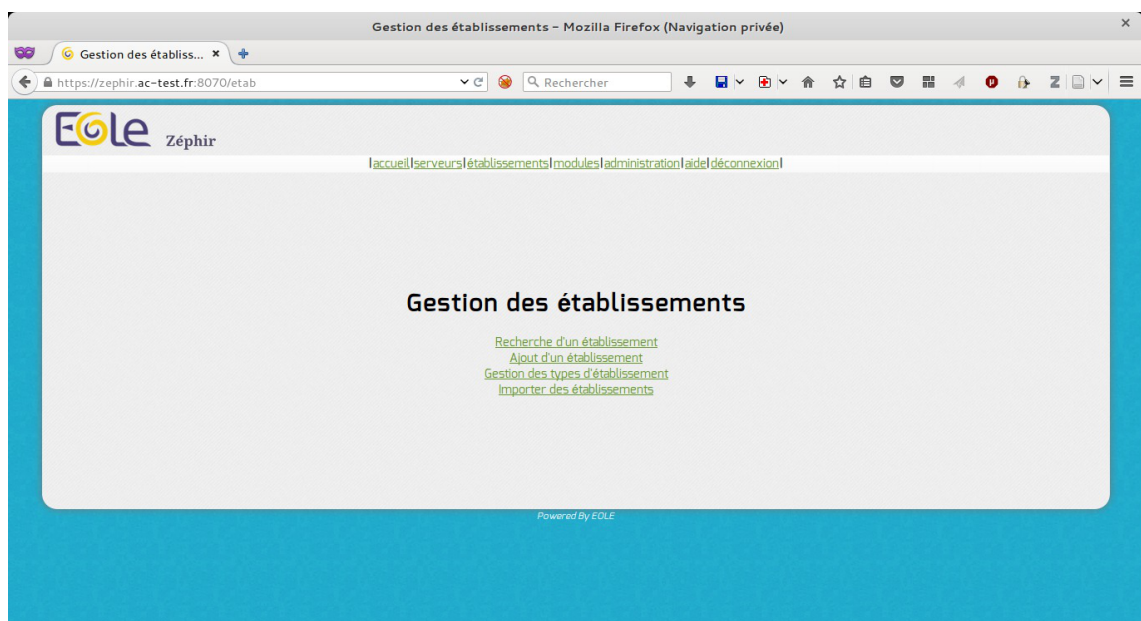 Gestion des établissements - Mozilla Firefox (Navigation privée)
Gestion des établiss...
https://zephir.ac-test.fr:8070/etab
Rechercher
EOLE Zéphir
|accueil|serveurs|établissements|modules|administration|aide|déconnexion|
Gestion des établissements
Recherche d'un établissement
Ajout d'un établissement
Gestion des types d'établissement
Importer des établissements
Powered By EOLE